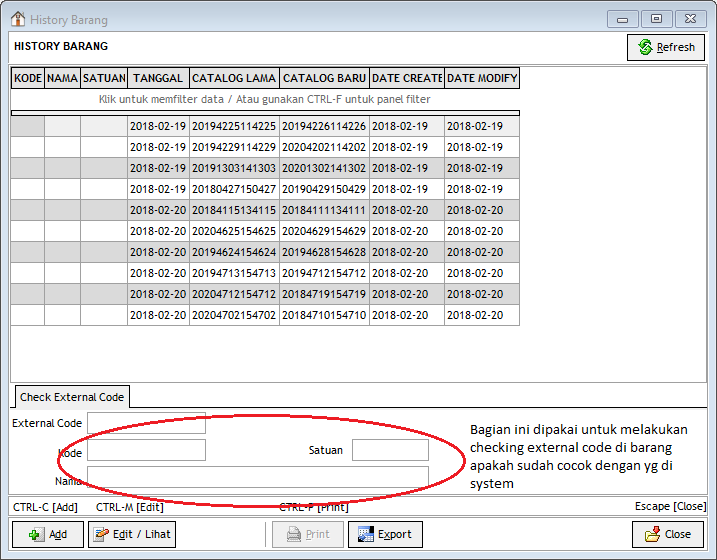 History Barang
HISTORY BARANG
Refresh
KODE NAMA SATUAN TANGGAL CATALOG LAMA CATALOG BARU DATE CREATE DATE MODIFY
Klik untuk memfilter data / Atau gunakan CTRL-F untuk panel filter
2018-02-19 20194225114225 20194226114226 2018-02-19 2018-02-19
2018-02-19 20194229114229 20204202114202 2018-02-19 2018-02-19
2018-02-19 20191303141303 20201302141302 2018-02-19 2018-02-19
2018-02-19 20180427150427 20190429150429 2018-02-19 2018-02-19
2018-02-20 20184115134115 20184111134111 2018-02-20 2018-02-20
2018-02-20 20204625154625 20204629154629 2018-02-20 2018-02-20
2018-02-20 20194624154624 20194628154628 2018-02-20 2018-02-20
2018-02-20 20194713154713 20194712154712 2018-02-20 2018-02-20
2018-02-20 20204712154712 20184719154719 2018-02-20 2018-02-20
2018-02-20 20204702154702 20184710154710 2018-02-20 2018-02-20
Check External Code
External Code
Kode
Satuan
Nama
Bagian ini dipakai untuk melakukan
checking external code di barang
apakah sudah cocok dengan yg di
system
CTRL-C [Add] CTRL-M [Edit] CTRL-P [Print] Escape [Close]
Add Edit / Lihat Print Export Close